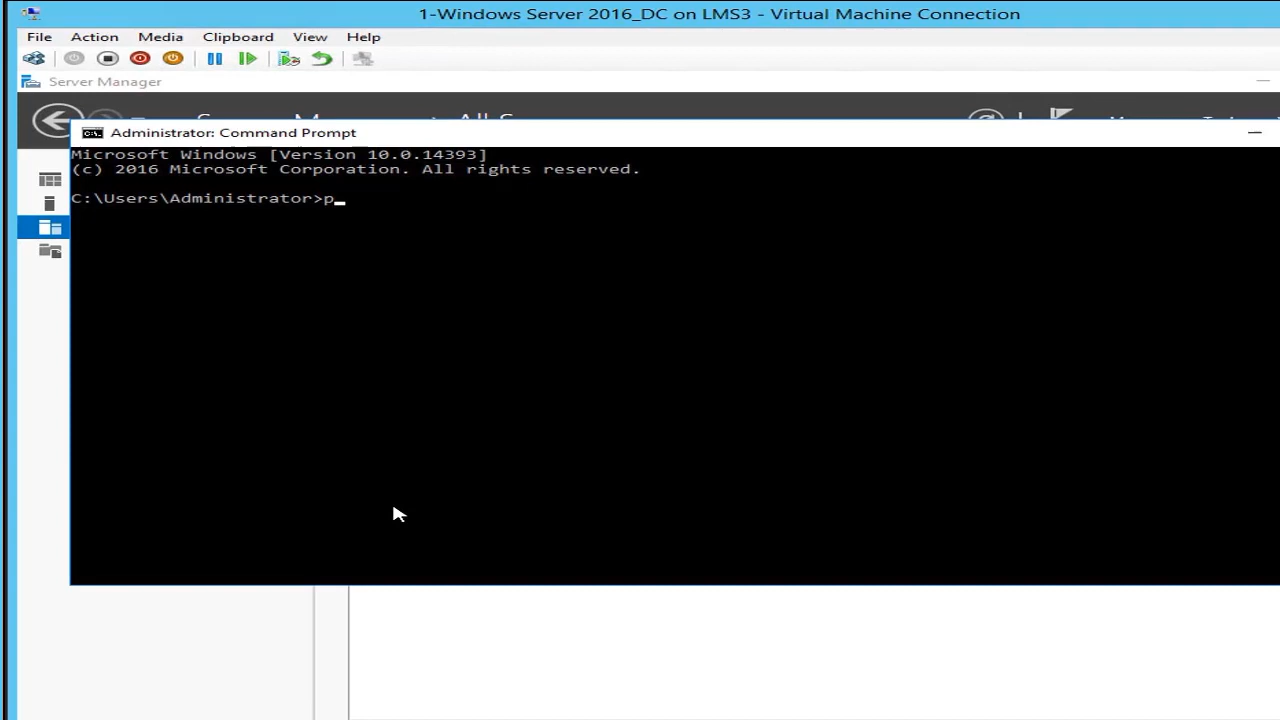 1-Windows Server 2016_DC on LMS3 - Virtual Machine Connection
File Action Media Clipboard View Help
Server Manager
Administrator: Command Prompt
Microsoft Windows [Version 10.0.14393]
(c) 2016 Microsoft Corporation. All rights reserved.
C:\Users\Administrator>p_